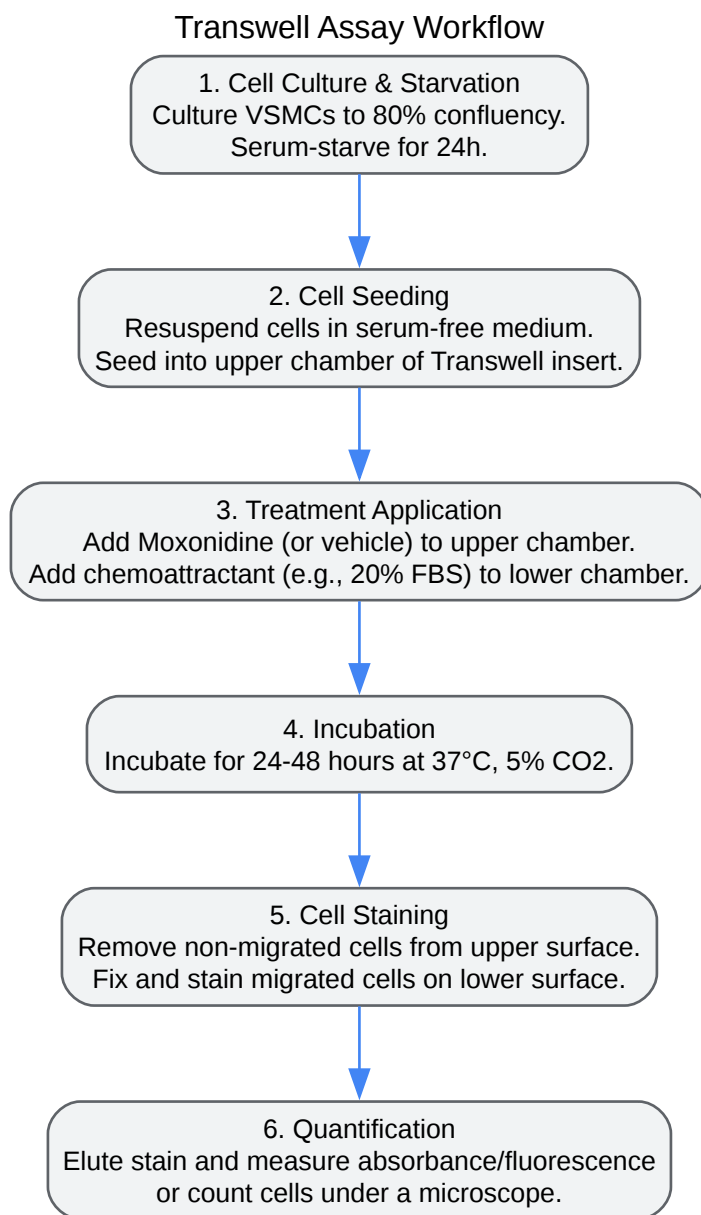 Transwell Assay Workflow
1. Cell Culture & Starvation
Culture VSMCs to 80% confluency.
Serum-starve for 24h.
2. Cell Seeding
Resuspend cells in serum-free medium.
Seed into upper chamber of Transwell insert.
3. Treatment Application
Add Moxonidine (or vehicle) to upper chamber.
Add chemoattractant (e.g., 20% FBS) to lower chamber.
4. Incubation
Incubate for 24-48 hours at 37°C, 5% CO2.
5. Cell Staining
Remove non-migrated cells from upper surface.
Fix and stain migrated cells on lower surface.
6. Quantification
Elute stain and measure absorbance/fluorescence
or count cells under a microscope.